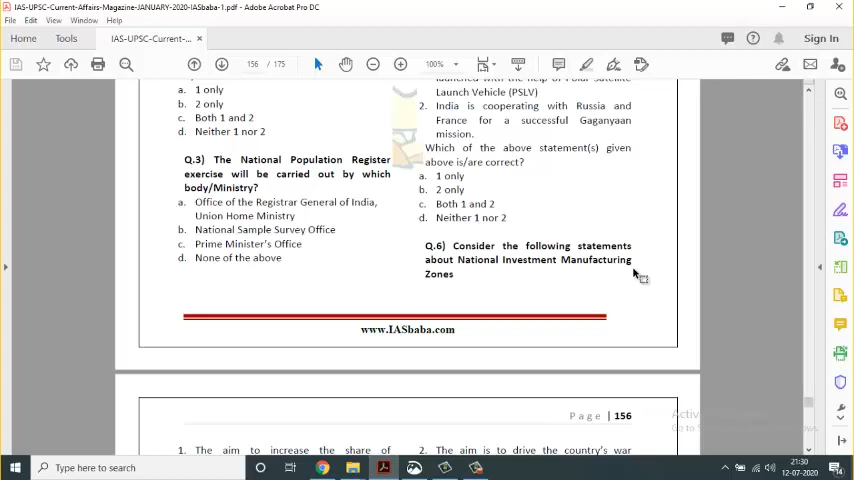 IAS-UPSC-Current-Affairs-Magazine-JANUARY-2020-IASbaba-1.pdf - Adobe Acrobat Pro DC
File Edit View Window Help
Home Tools IAS-UPSC-Current-... × Sign In
156 / 175 100%
a. 1 only
b. 2 only
c. Both 1 and 2
d. Neither 1 nor 2
Q.3) The National Population Register
exercise will be carried out by which
body/Ministry?
a. Office of the Registrar General of India,
Union Home Ministry
b. National Sample Survey Office
c. Prime Minister's Office
d. None of the above
launched with the help of Polar Satellite
Launch Vehicle (PSLV)
2. India is cooperating with Russia and
France for a successful Gaganyaan
mission.
Which of the above statement(s) given
above is/are correct?
a. 1 only
b. 2 only
c. Both 1 and 2
d. Neither 1 nor 2
Q.6) Consider the following statements
about National Investment Manufacturing
Zones
www.IASbaba.com
Page | 156
1. The aim to increase the share of
2. The aim is to drive the country's war
Type here to search
21:30
12-07-2020